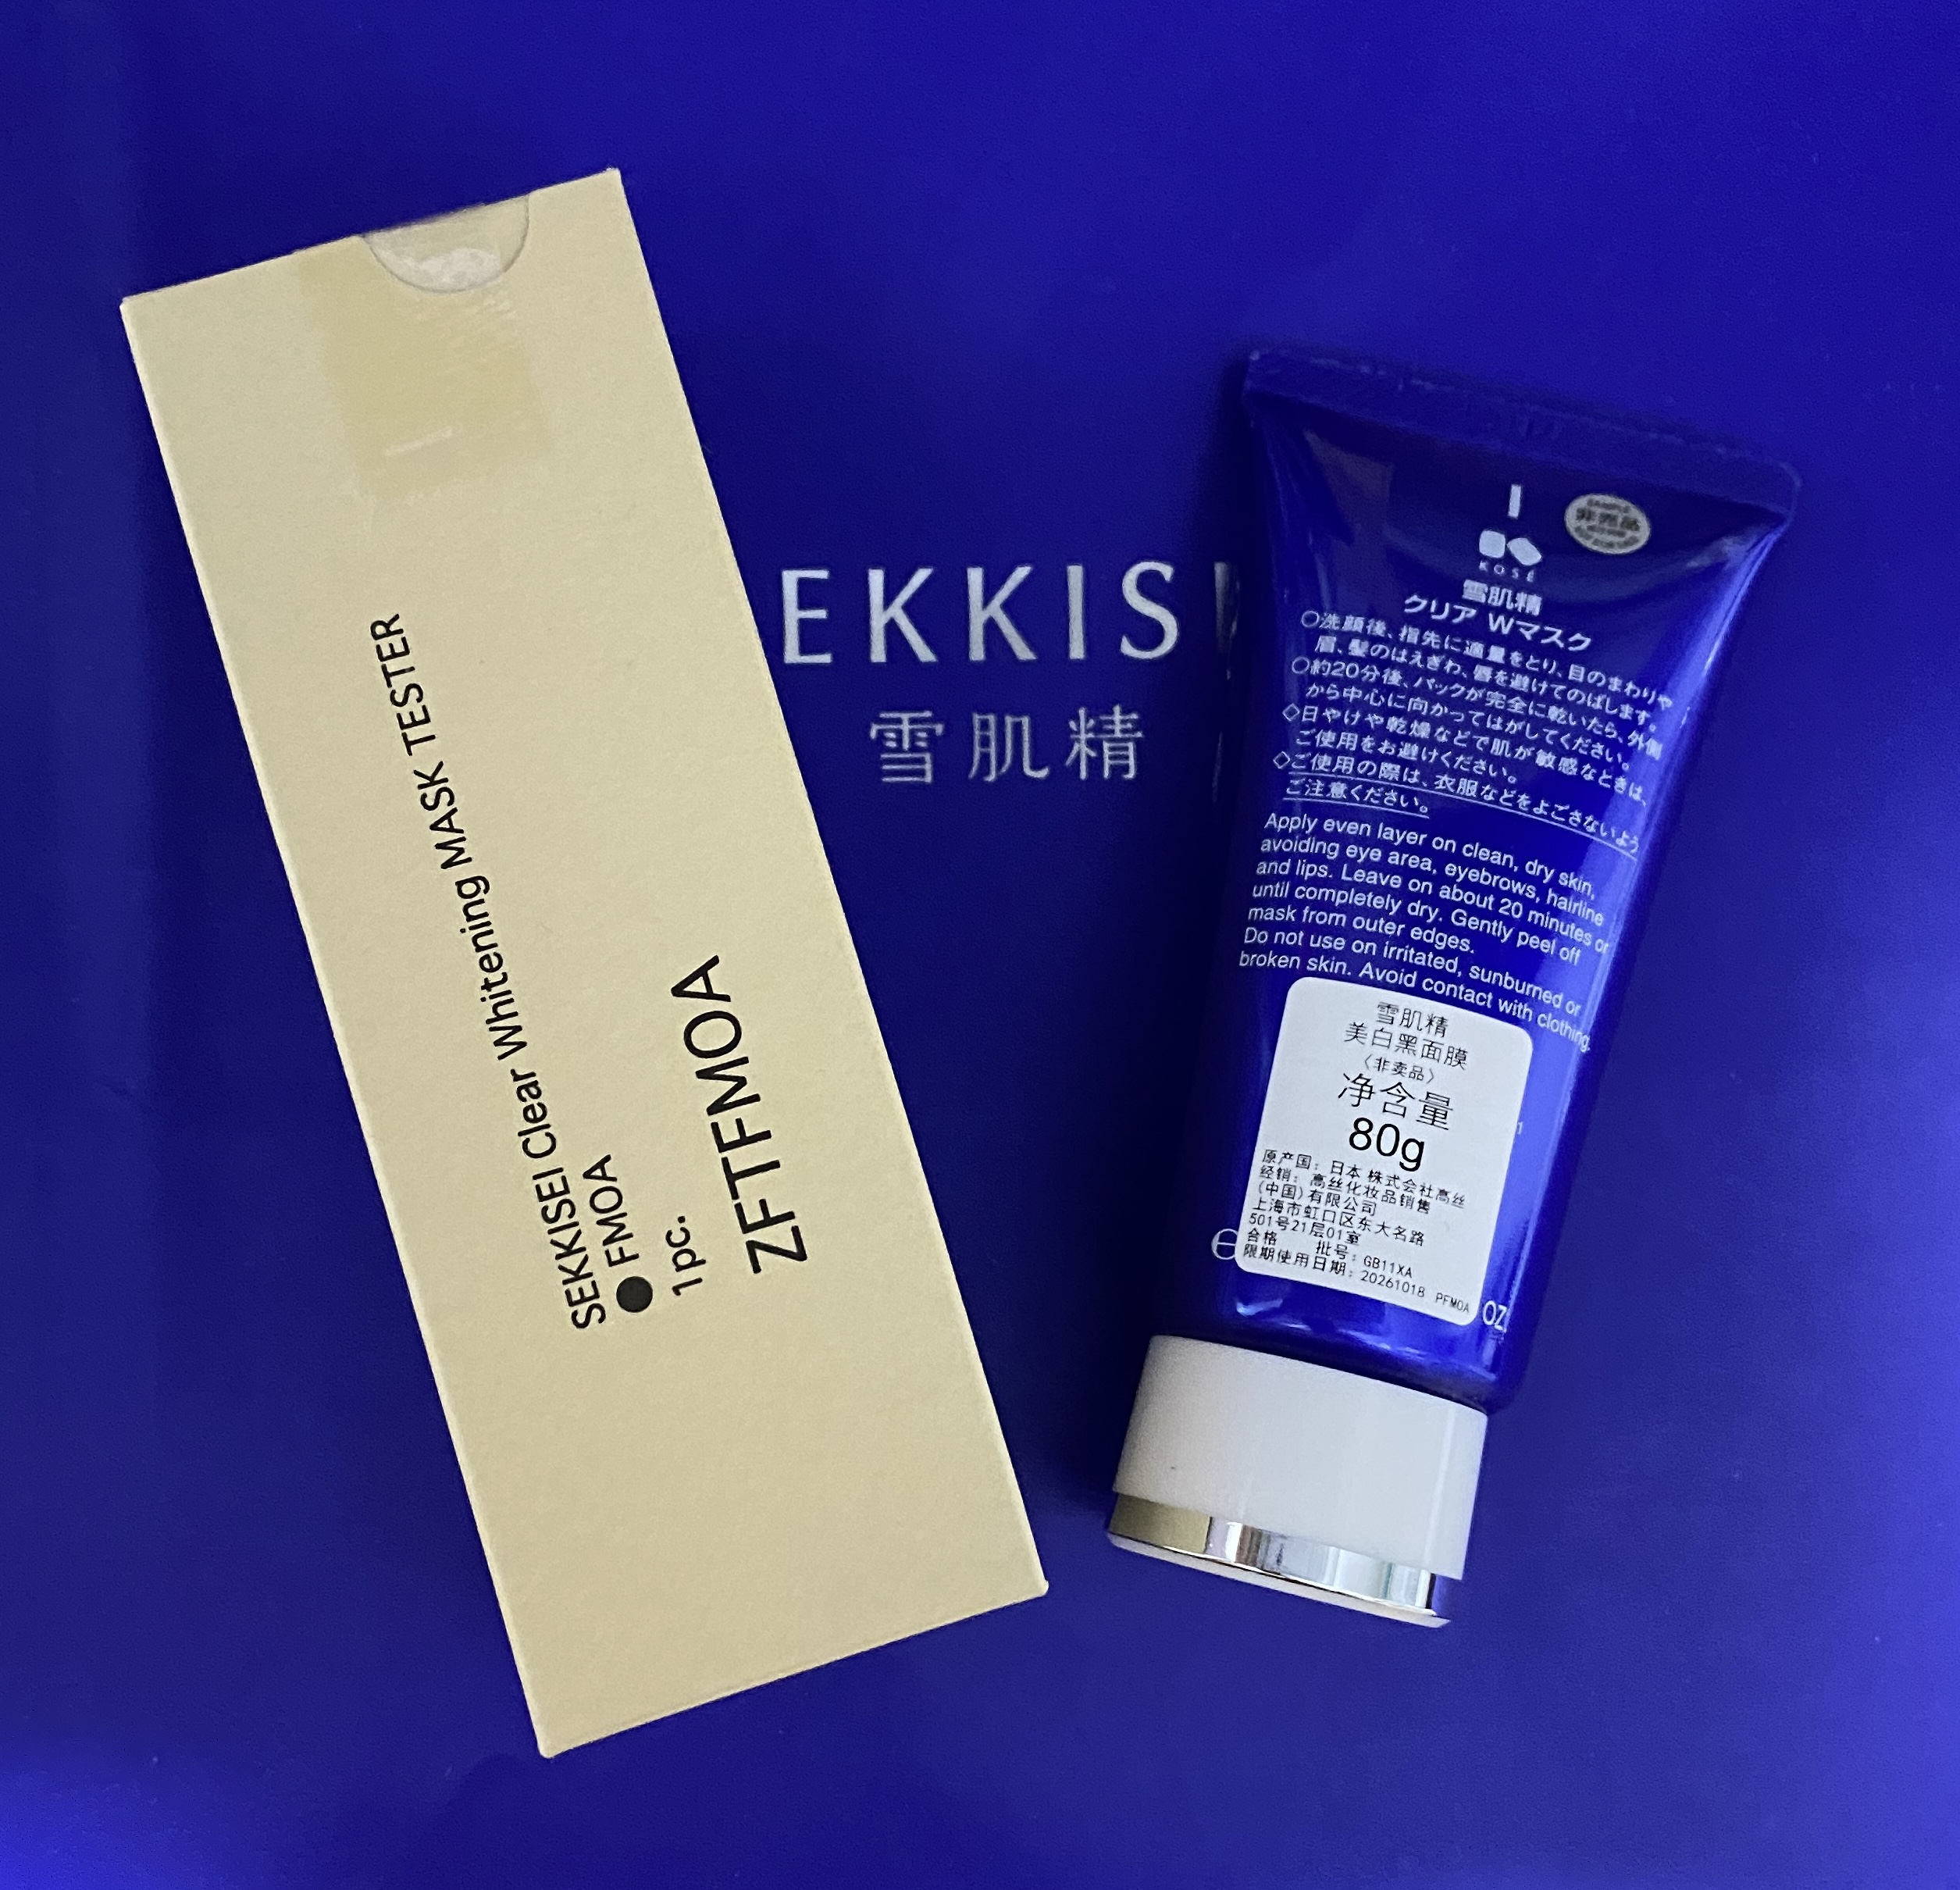 SEKKISEI Clear Whitening MASK TESTER
● FMOA
1pc.
ZFTFMOA
EKKIS
雪肌精
KOSÉ
非売品
雪肌精
クリア Wマスク
○洗顔後、指先に適量をとり、目のまわりや
眉、髪のはえぎわ、唇を避けてのばします。
○約20分後、パックが完全に乾いたら、外側
から中心に向かってはがしてください。
◇日やけや乾燥などで肌が敏感なときは、
ご使用をお避けください。
◇ご使用の際は、衣服などをよごさないよう
ご注意ください。
Apply even layer on clean, dry skin,
avoiding eye area, eyebrows, hairline
and lips. Leave on about 20 minutes or
until completely dry. Gently peel off
mask from outer edges.
Do not use on irritated, sunburned or
broken skin. Avoid contact with clothing.
雪肌精
美白黑面膜
〈非卖品〉
净含量
80g
原产国：日本 株式会社高丝
经销：高丝化妆品销售
(中国)有限公司
上海市虹口区东大名路
501号21层01室
合格 批号：GB11XA
限期使用日期：20261018 PFMOA
℮
OZ.